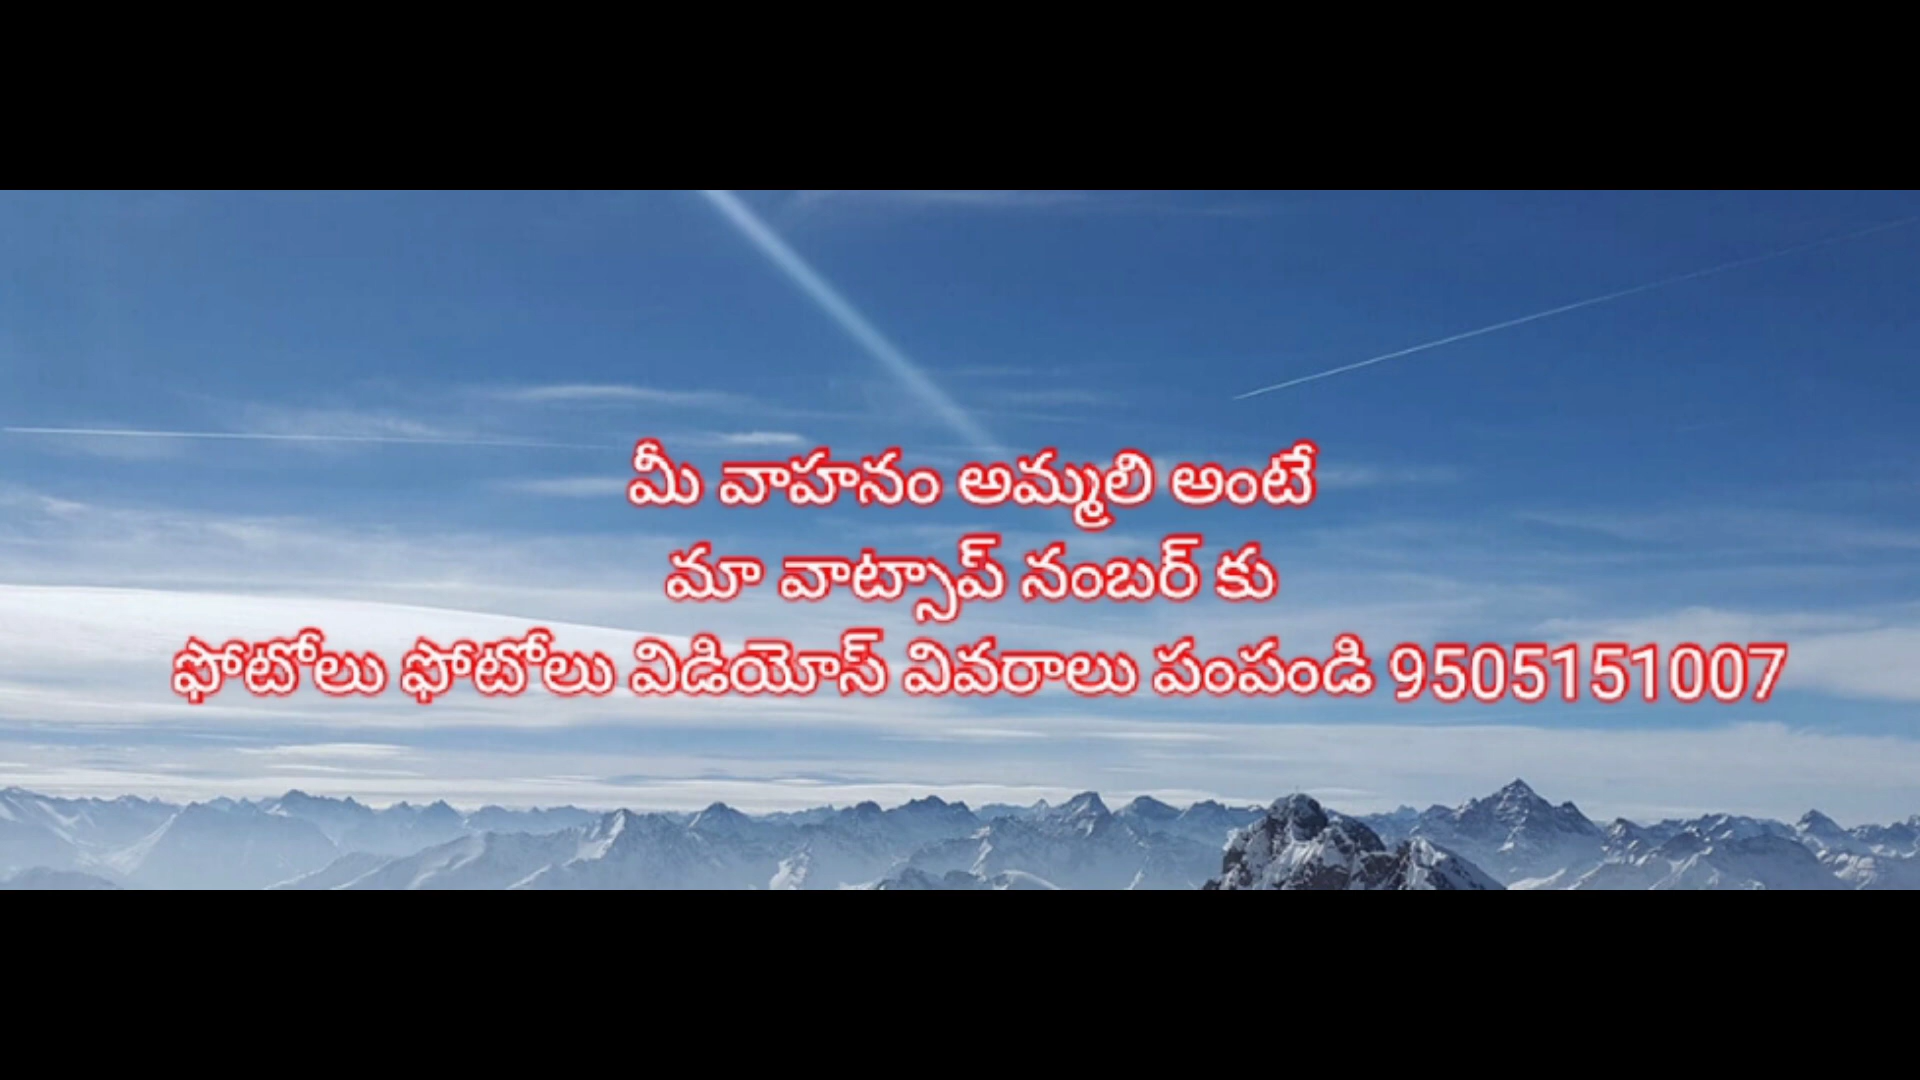 మీ వాహనం అమ్మలి అంటే
మా వాట్సాప్ నంబర్ కు
ఫోటోలు ఫోటోలు విడియోస్ వివరాలు పంపండి 9505151007